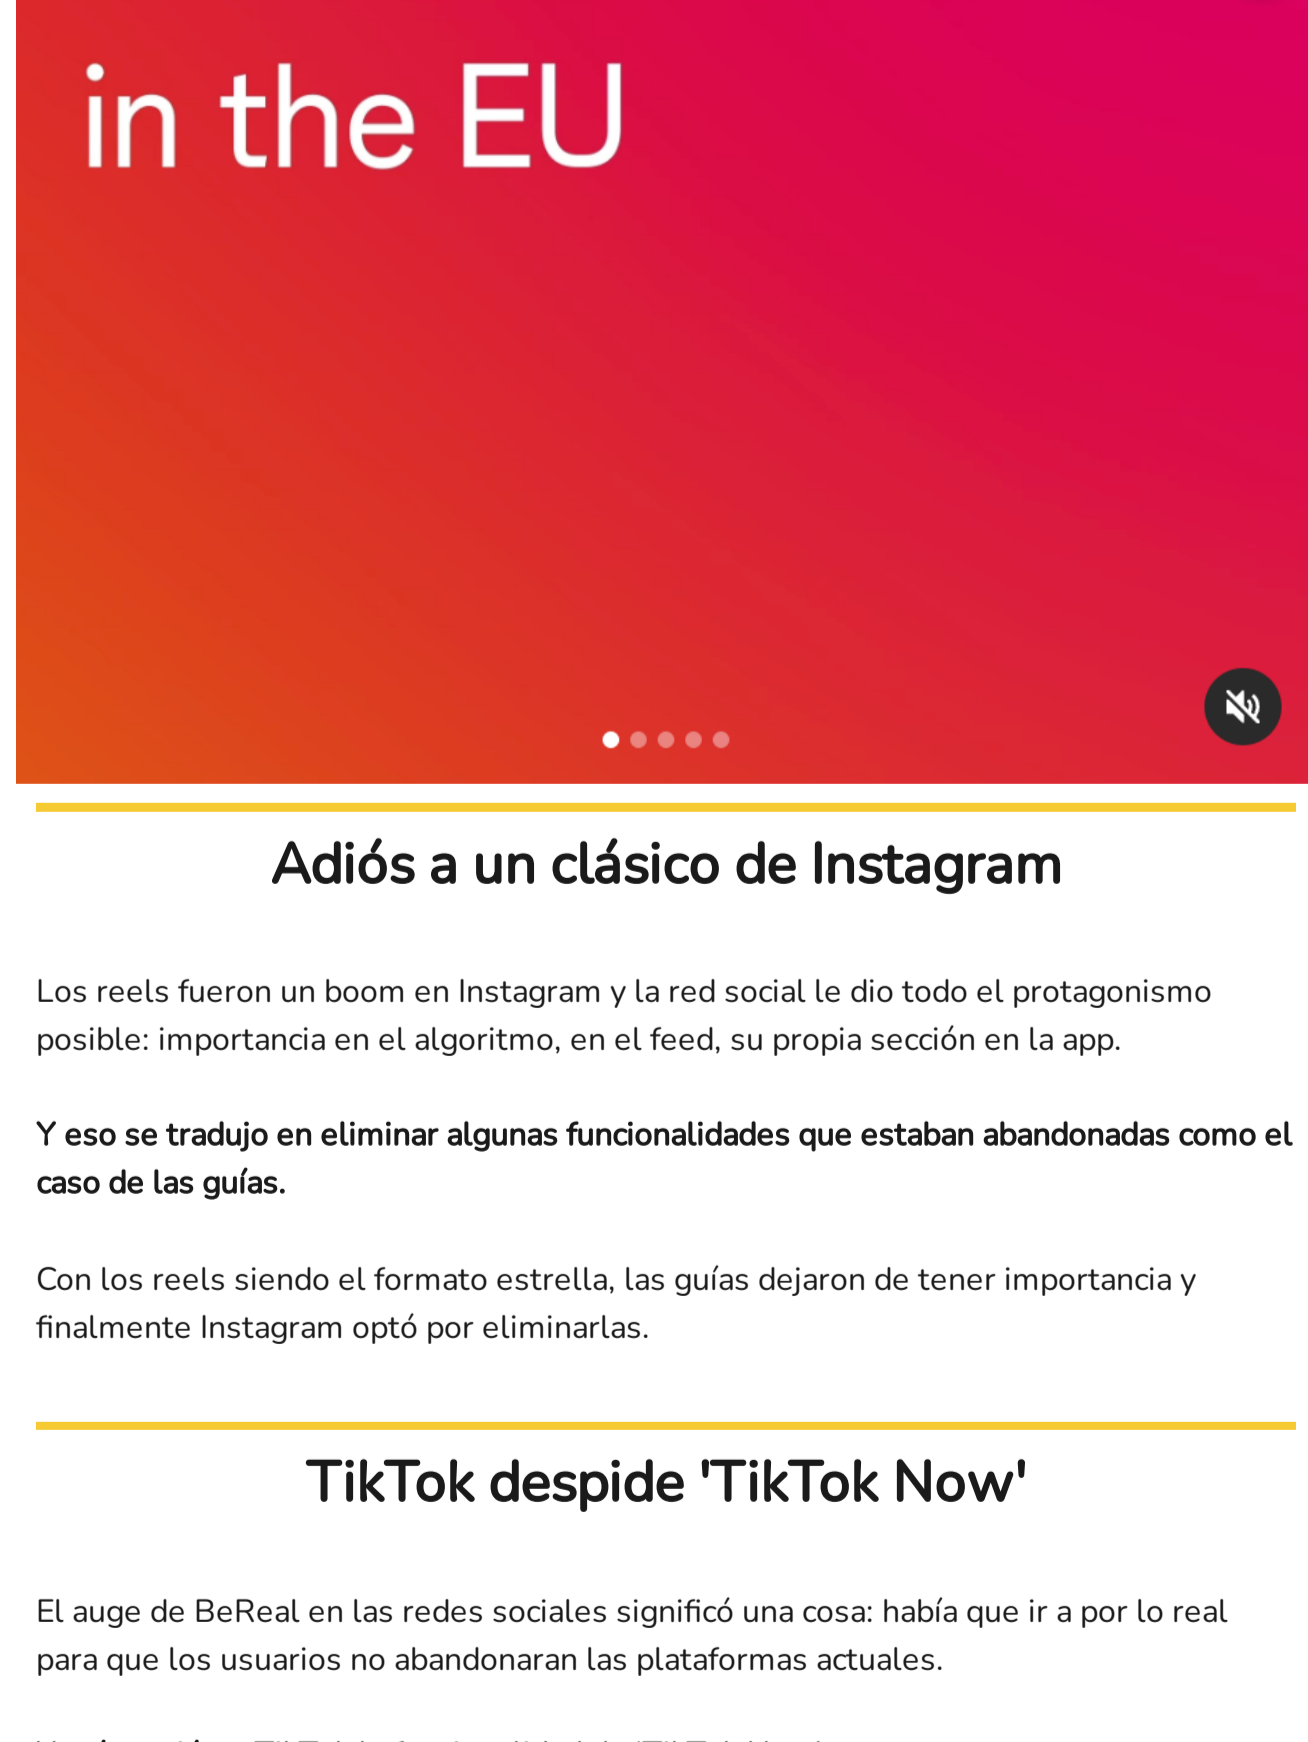 in the EU
Adiós a un clásico de Instagram
Los reels fueron un boom en Instagram y la red social le dio todo el protagonismo
posible: importancia en el algoritmo, en el feed, su propia sección en la app.
Y eso se tradujo en eliminar algunas funcionalidades que estaban abandonadas como el
caso de las guías.
Con los reels siendo el formato estrella, las guías dejaron de tener importancia y
finalmente Instagram optó por eliminarlas.
TikTok despide 'TikTok Now'
El auge de BeReal en las redes sociales significó una cosa: había que ir a por lo real
para que los usuarios no abandonaran las plataformas actuales.